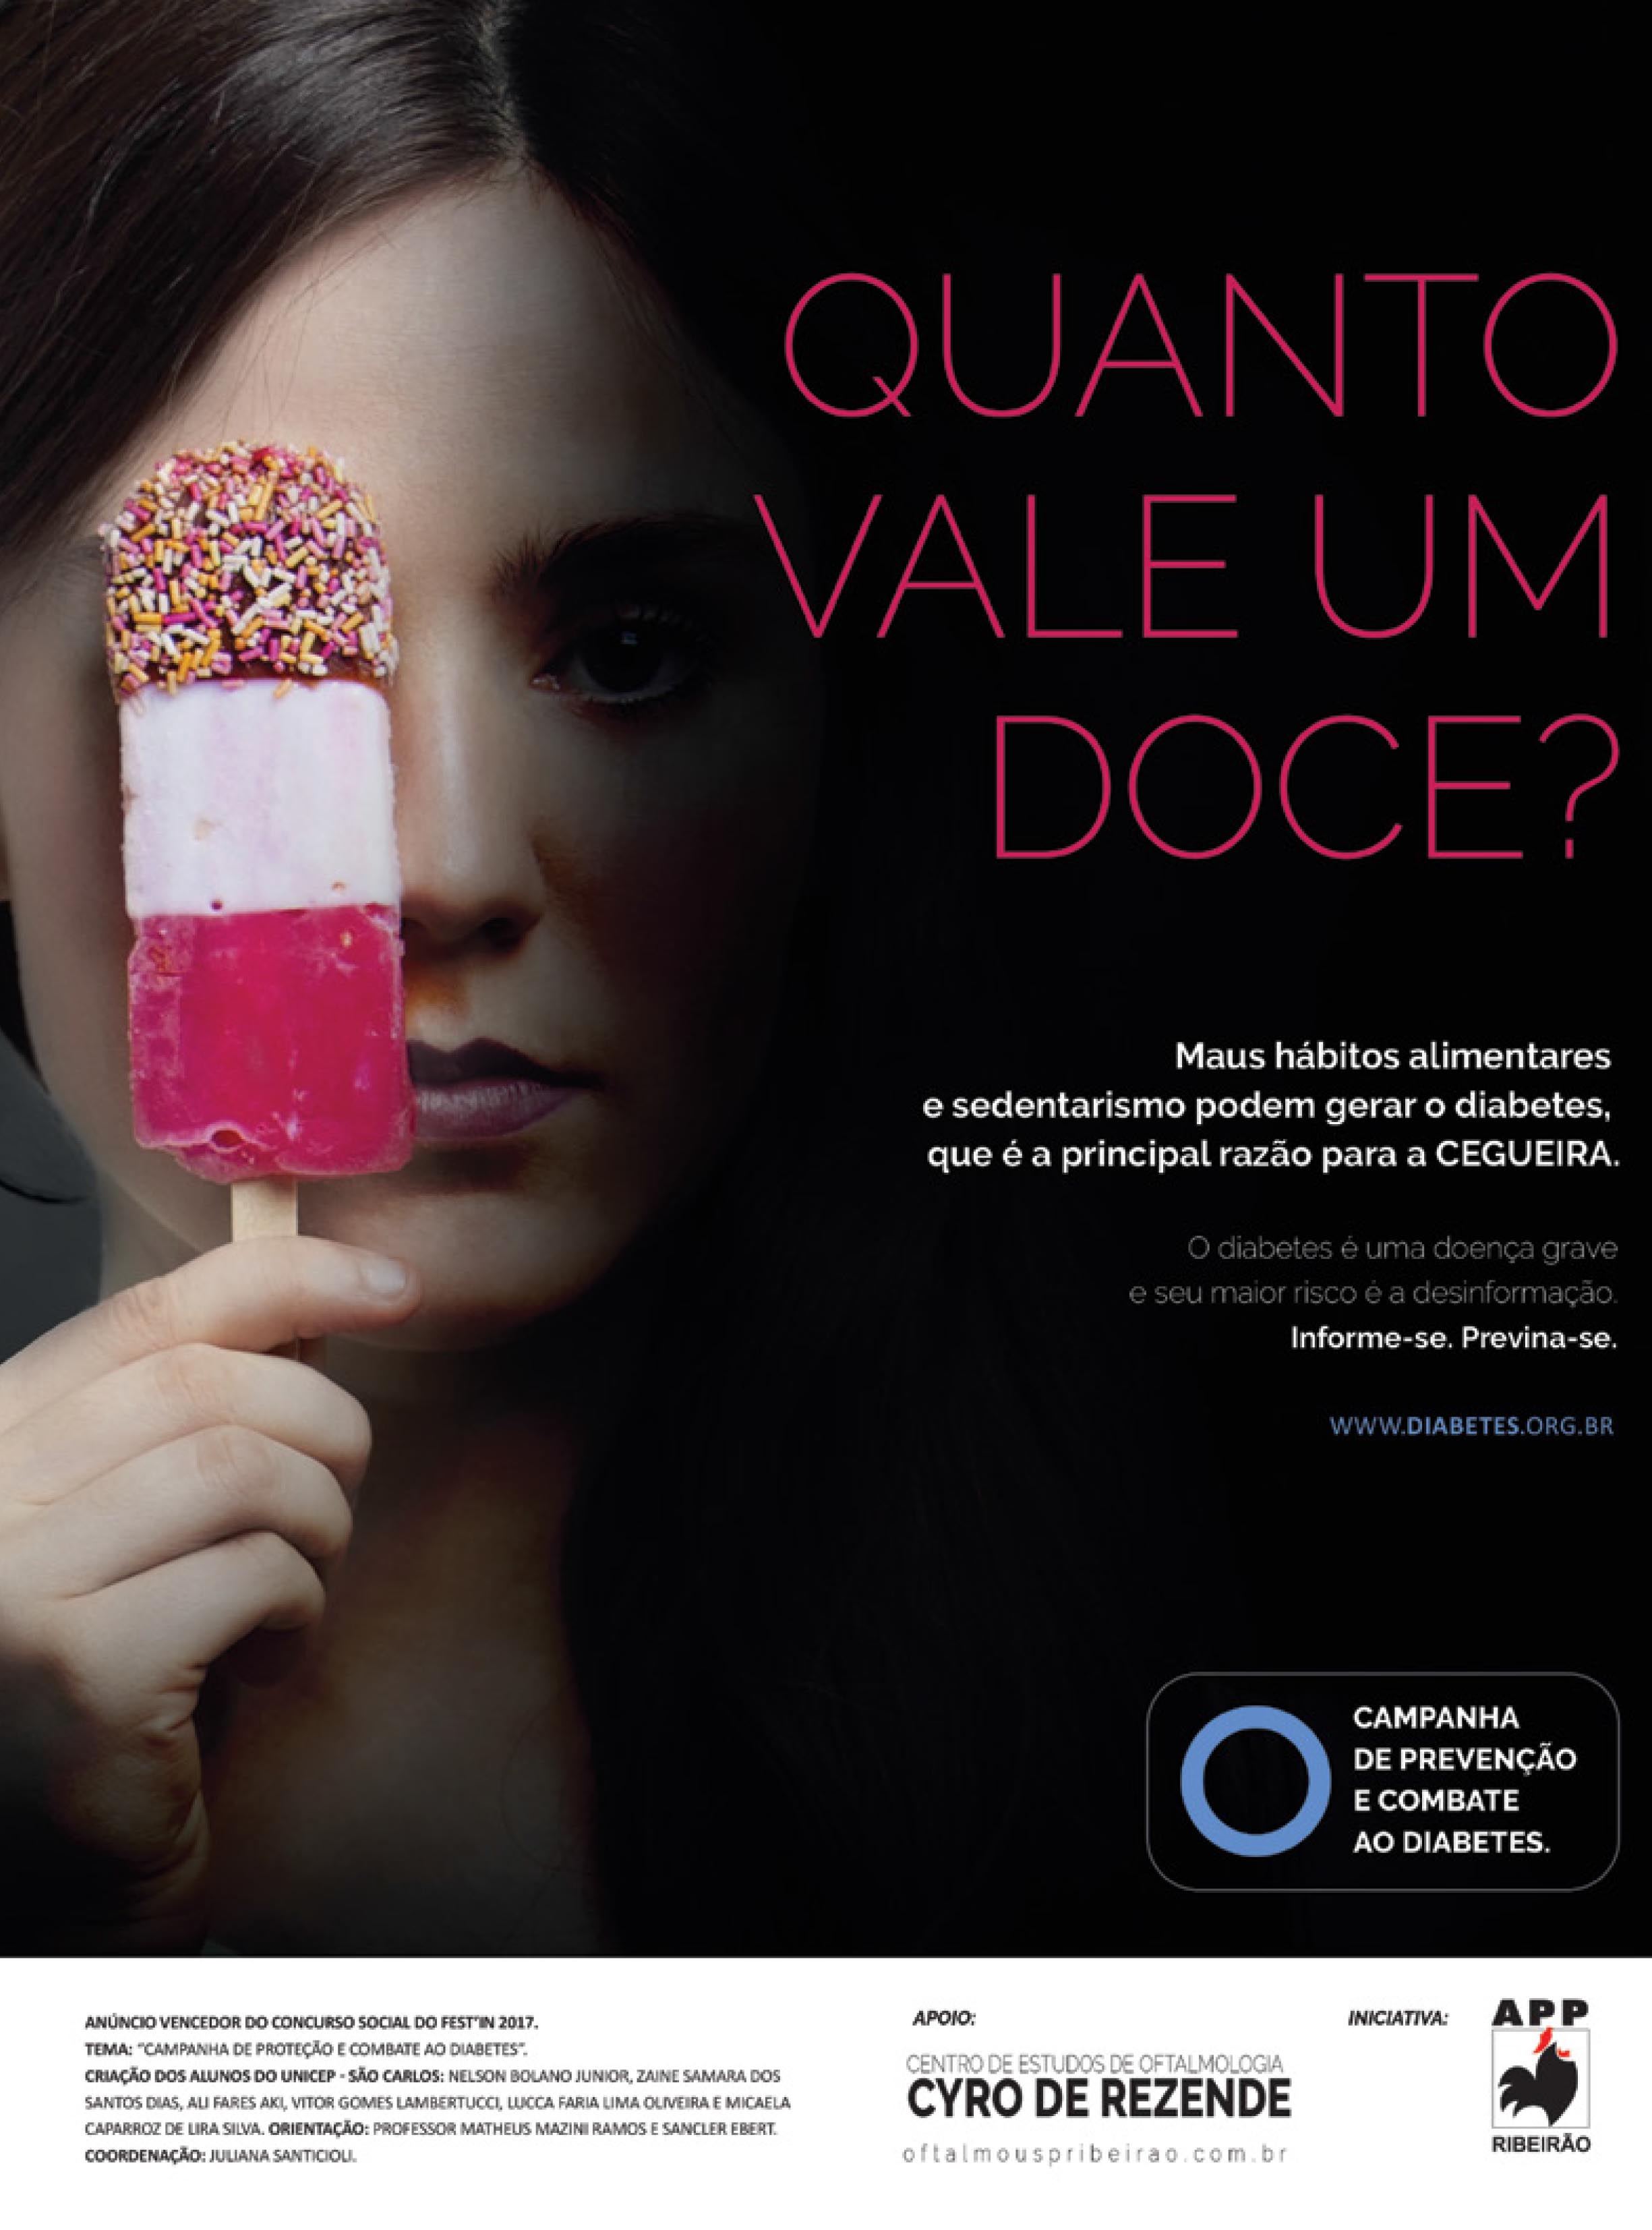 QUANTO
VALE UM
DOCE?
Maus hábitos alimentares
e sedentarismo podem gerar o diabetes,
que é a principal razão para a CEGUEIRA.
O diabetes é uma doença grave
e seu maior risco é a desinformação.
Informe-se. Previna-se.
WWW.DIABETES.ORG.BR
CAMPANHA
DE PREVENÇÃO
E COMBATE
AO DIABETES.
ANÚNCIO VENCEDOR DO CONCURSO SOCIAL DO FEST'IN 2017.
TEMA: "CAMPANHA DE PROTEÇÃO E COMBATE AO DIABETES".
CRIAÇÃO DOS ALUNOS DO UNICEP - SÃO CARLOS: NELSON BOLANO JUNIOR, ZAINE SAMARA DOS
SANTOS DIAS, ALI FARES AKI, VITOR GOMES LAMBERTUCCI, LUCCA FARIA LIMA OLIVEIRA E MICAELA
CAPARROZ DE LIRA SILVA. ORIENTAÇÃO: PROFESSOR MATHEUS MAZINI RAMOS E SANCLER EBERT.
COORDENAÇÃO: JULIANA SANTICIOLI.
APOIO:
CENTRO DE ESTUDOS DE OFTALMOLOGIA
CYRO DE REZENDE
oftalmouspribeirao.com.br
INICIATIVA:
APP
RIBEIRÃO